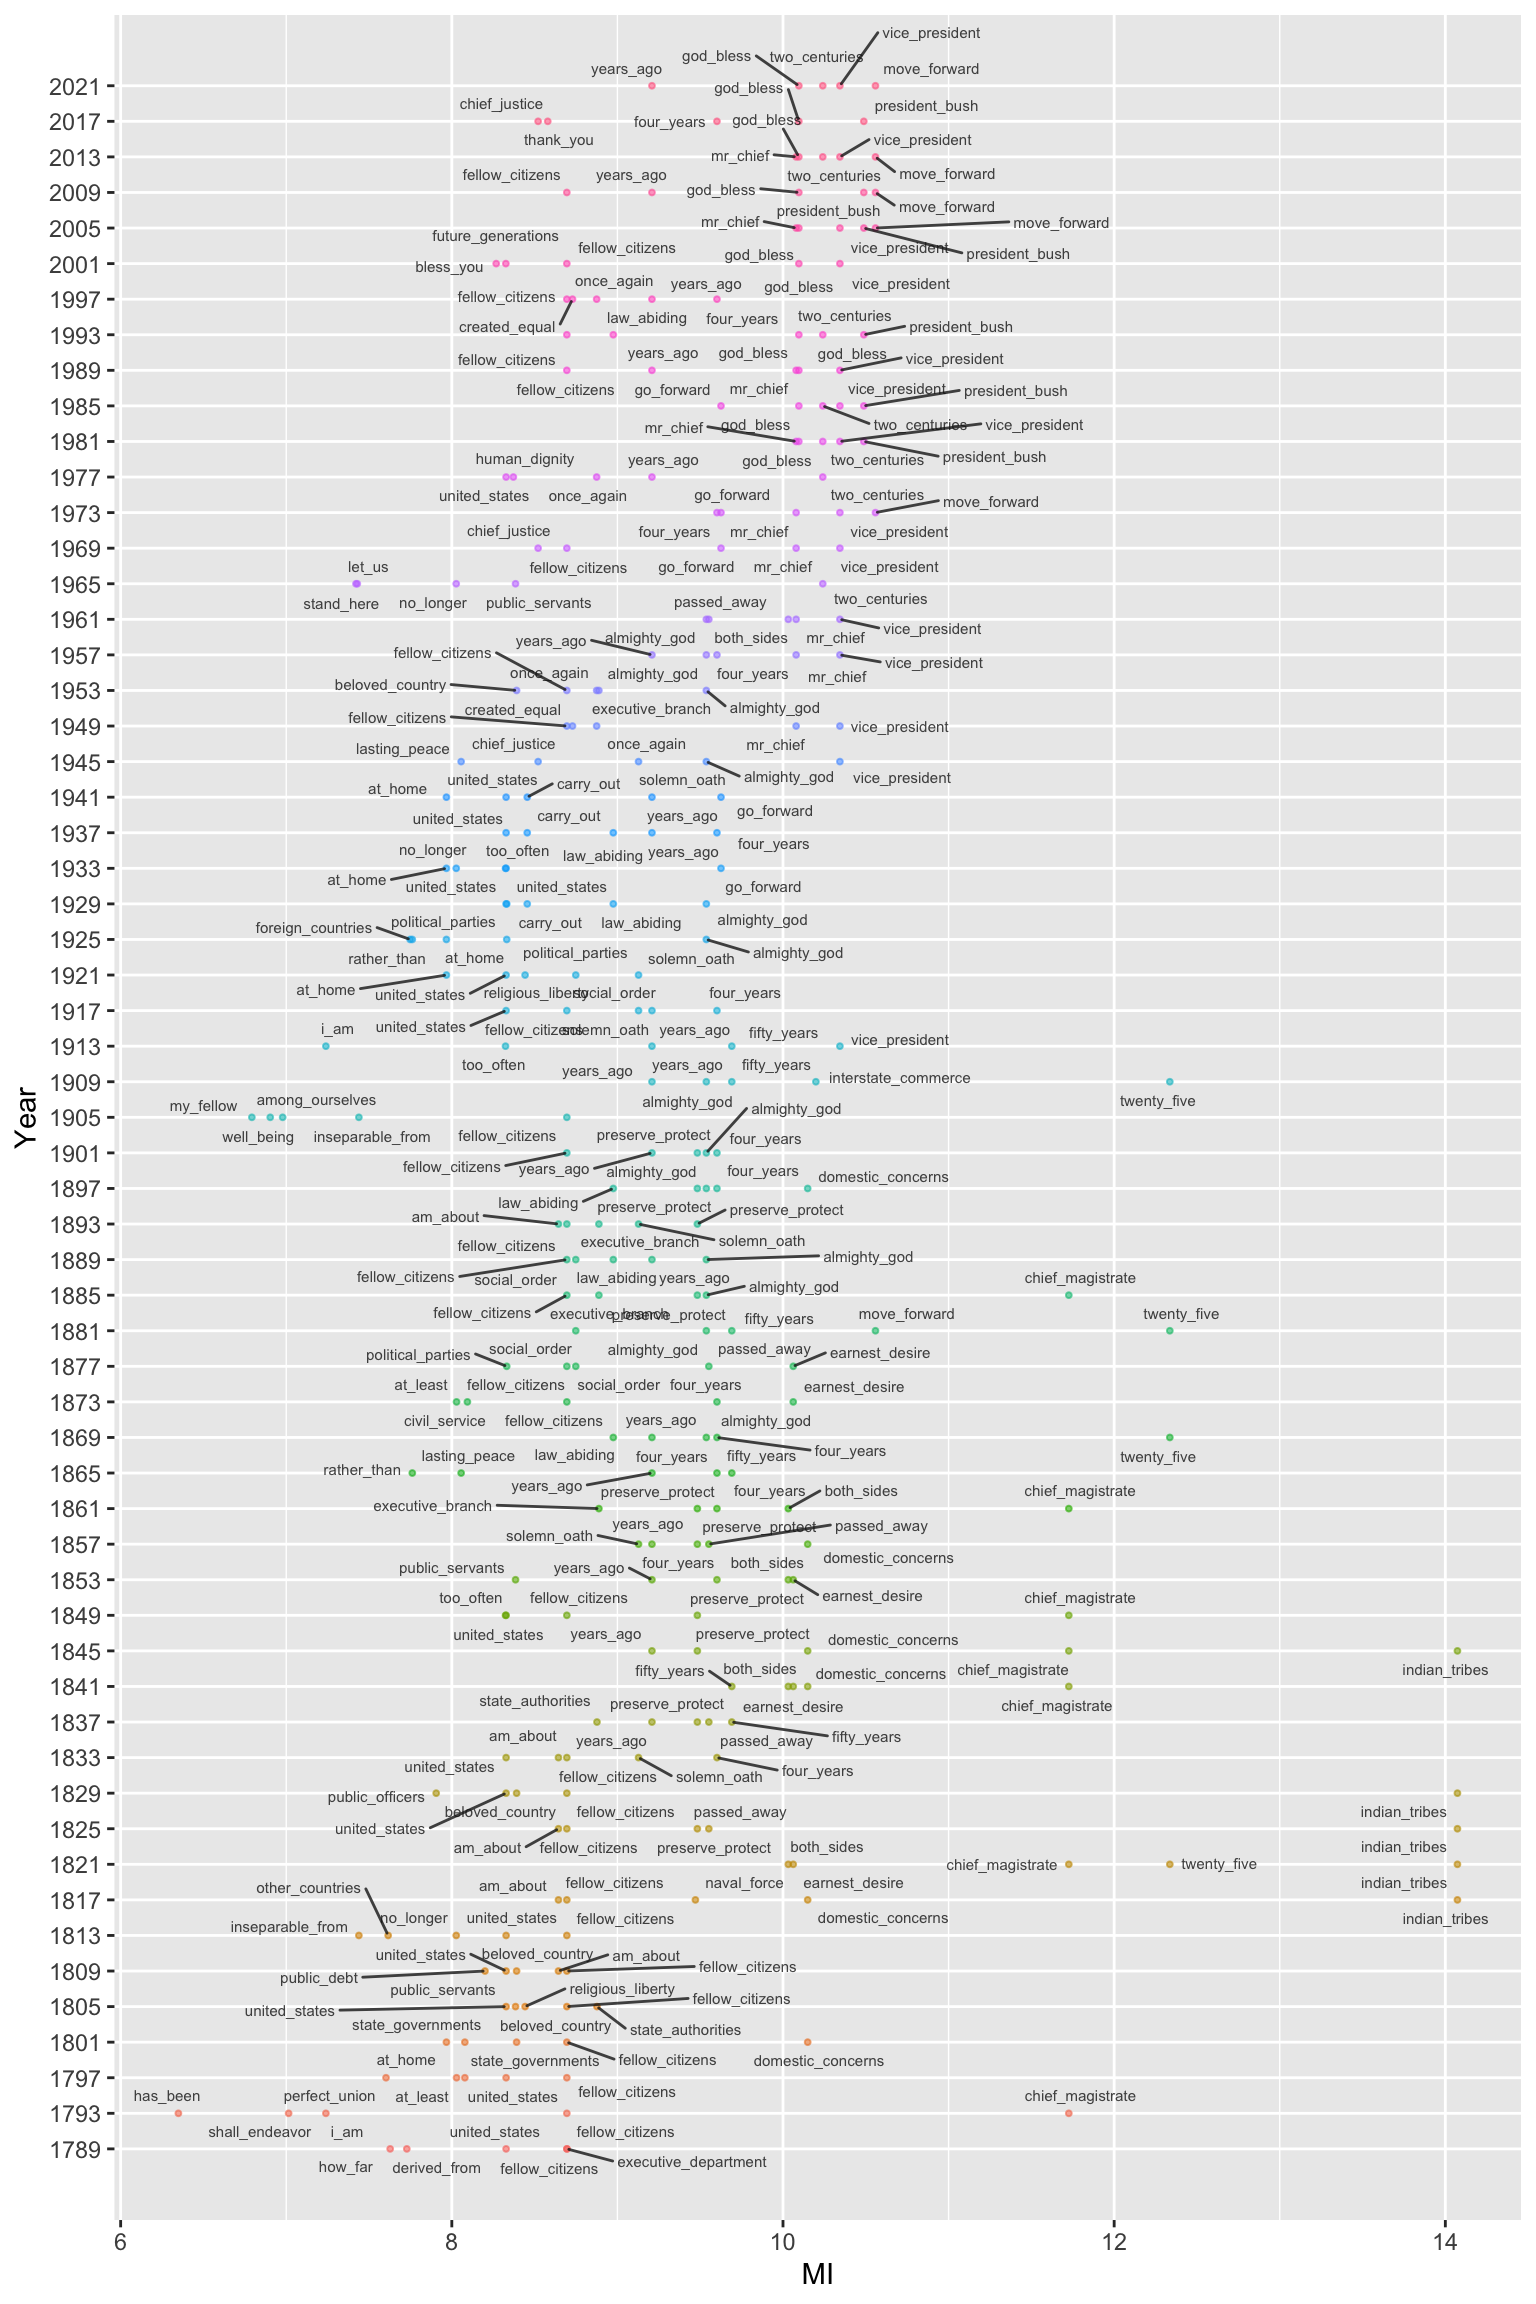 vice_president
god_bless two_centuries
years_ago move_forward
2021
god_bless
chief_justice president_bush
2017 four_years god_bless
thank_you vice_president
2013 mr_chief
fellow_citizens years_ago two_centuries move_forward
2009 god_bless
president_bush move_forward
2005 mr_chief move_forward
future_generations
fellow_citizens god_bless vice_president president_bush
2001 bless_you
once_again years_ago god_bless vice_president
1997 fellow_citizens
created_equal law_abiding four_years two_centuries president_bush
1993
fellow_citizens years_ago god_bless god_bless vice_president
1989
fellow_citizens go_forward mr_chief vice_president president_bush
1985
mr_chief god_bless two_centuries vice_president
1981
human_dignity years_ago god_bless two_centuries president_bush
1977
united_states once_again go_forward two_centuries move_forward
1973
chief_justice four_years mr_chief vice_president
1969
let_us fellow_citizens go_forward mr_chief vice_president
1965
stand_here no_longer public_servants passed_away two_centuries
1961
vice_president
years_ago almighty_god both_sides mr_chief
1957 fellow_citizens vice_president
once_again almighty_god four_years mr_chief
1953 beloved_country
created_equal executive_branch almighty_god
1949 fellow_citizens vice_president
lasting_peace chief_justice once_again mr_chief
1945
at_home united_states carry_out solemn_oath almighty_god vice_president
1941
united_states carry_out years_ago go_forward
1937
no_longer too_often law_abiding years_ago four_years
1933
at_home united_states united_states go_forward
1929
foreign_countries political_parties carry_out law_abiding almighty_god
1925
rather_than at_home political_parties solemn_oath almighty_god
1921
at_home united_states religious_liberty social_order four_years
1917
i_am united_states fellow_citizens solemn_oath years_ago fifty_years
1913 vice_president
too_often years_ago years_ago fifty_years
1909 interstate_commerce
my_fellow among_ourselves almighty_god almighty_god twenty_five
1905
well_being inseparable_from fellow_citizens preserve_protect four_years
1901
fellow_citizens years_ago almighty_god four_years domestic_concerns
1897
law_abiding preserve_protect preserve_protect
1893 am_about
fellow_citizens executive_branch solemn_oath
1889 almighty_god
fellow_citizens social_order law_abiding years_ago almighty_god chief_magistrate
1885
fellow_citizens executive_branch preserve_protect fifty_years move_forward twenty_five
1881
political_parties social_order almighty_god passed_away earnest_desire
1877
at_least fellow_citizens social_order four_years earnest_desire
1873
civil_service fellow_citizens years_ago almighty_god
1869
lasting_peace law_abiding four_years fifty_years four_years twenty_five
1865 rather_than
years_ago preserve_protect four_years both_sides chief_magistrate
1861 executive_branch
solemn_oath years_ago preserve_protect passed_away
1857
public_servants years_ago four_years both_sides domestic_concerns
1853
too_often fellow_citizens preserve_protect earnest_desire chief_magistrate
1849
united_states years_ago preserve_protect domestic_concerns
1845
fifty_years both_sides domestic_concerns chief_magistrate indian_tribes
1841
state_authorities preserve_protect earnest_desire chief_magistrate
1837
am_about years_ago passed_away fifty_years
1833
united_states fellow_citizens solemn_oath four_years
1829
public_officers beloved_country fellow_citizens passed_away indian_tribes
1825 united_states
am_about fellow_citizens preserve_protect both_sides indian_tribes
1821 chief_magistrate twenty_five
other_countries am_about fellow_citizens naval_force earnest_desire indian_tribes
1817
inseparable_from no_longer united_states fellow_citizens domestic_concerns indian_tribes
1813
united_states beloved_country am_about
1809 public_debt fellow_citizens
public_servants religious_liberty fellow_citizens
1805 united_states
state_governments beloved_country state_authorities
1801
at_home state_governments fellow_citizens domestic_concerns
1797
has_been perfect_union at_least united_states fellow_citizens chief_magistrate
1793
shall_endeavor i_am united_states fellow_citizens
1789
how_far derived_from fellow_citizens executive_department
Year
6 8 10 12 14
MI